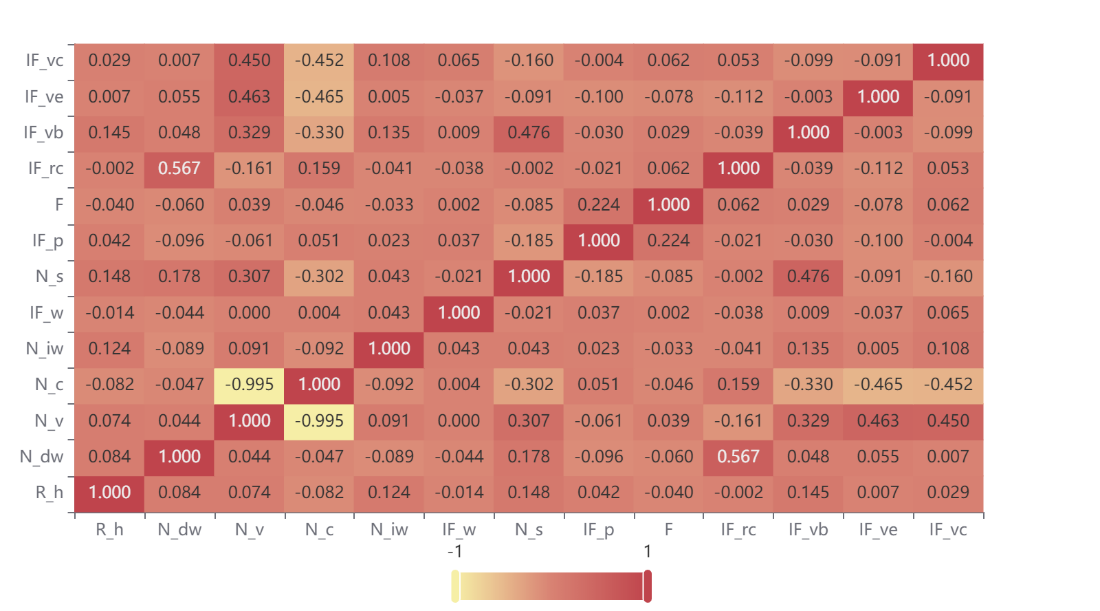 IF_vc 0.029 0.007 0.450 -0.452 0.108 0.065 -0.160 -0.004 0.062 0.053 -0.099 -0.091 1.000
IF_ve 0.007 0.055 0.463 -0.465 0.005 -0.037 -0.091 -0.100 -0.078 -0.112 -0.003 1.000 -0.091
IF_vb 0.145 0.048 0.329 -0.330 0.135 0.009 0.476 -0.030 0.029 -0.039 1.000 -0.003 -0.099
IF_rc -0.002 0.567 -0.161 0.159 -0.041 -0.038 -0.002 -0.021 0.062 1.000 -0.039 -0.112 0.053
F -0.040 -0.060 0.039 -0.046 -0.033 0.002 -0.085 0.224 1.000 0.062 0.029 -0.078 0.062
IF_p 0.042 -0.096 -0.061 0.051 0.023 0.037 -0.185 1.000 0.224 -0.021 -0.030 -0.100 -0.004
N_s 0.148 0.178 0.307 -0.302 0.043 -0.021 1.000 -0.185 -0.085 -0.002 0.476 -0.091 -0.160
IF_w -0.014 -0.044 0.000 0.004 0.043 1.000 -0.021 0.037 0.002 -0.038 0.009 -0.037 0.065
N_iw 0.124 -0.089 0.091 -0.092 1.000 0.043 0.043 0.023 -0.033 -0.041 0.135 0.005 0.108
N_c -0.082 -0.047 -0.995 1.000 -0.092 0.004 -0.302 0.051 -0.046 0.159 -0.330 -0.465 -0.452
N_v 0.074 0.044 1.000 -0.995 0.091 0.000 0.307 -0.061 0.039 -0.161 0.329 0.463 0.450
N_dw 0.084 1.000 0.044 -0.047 -0.089 -0.044 0.178 -0.096 -0.060 0.567 0.048 0.055 0.007
R_h 1.000 0.084 0.074 -0.082 0.124 -0.014 0.148 0.042 -0.040 -0.002 0.145 0.007 0.029
R_h N_dw N_v N_c N_iw IF_w N_s IF_p F IF_rc IF_vb IF_ve IF_vc
-1 1